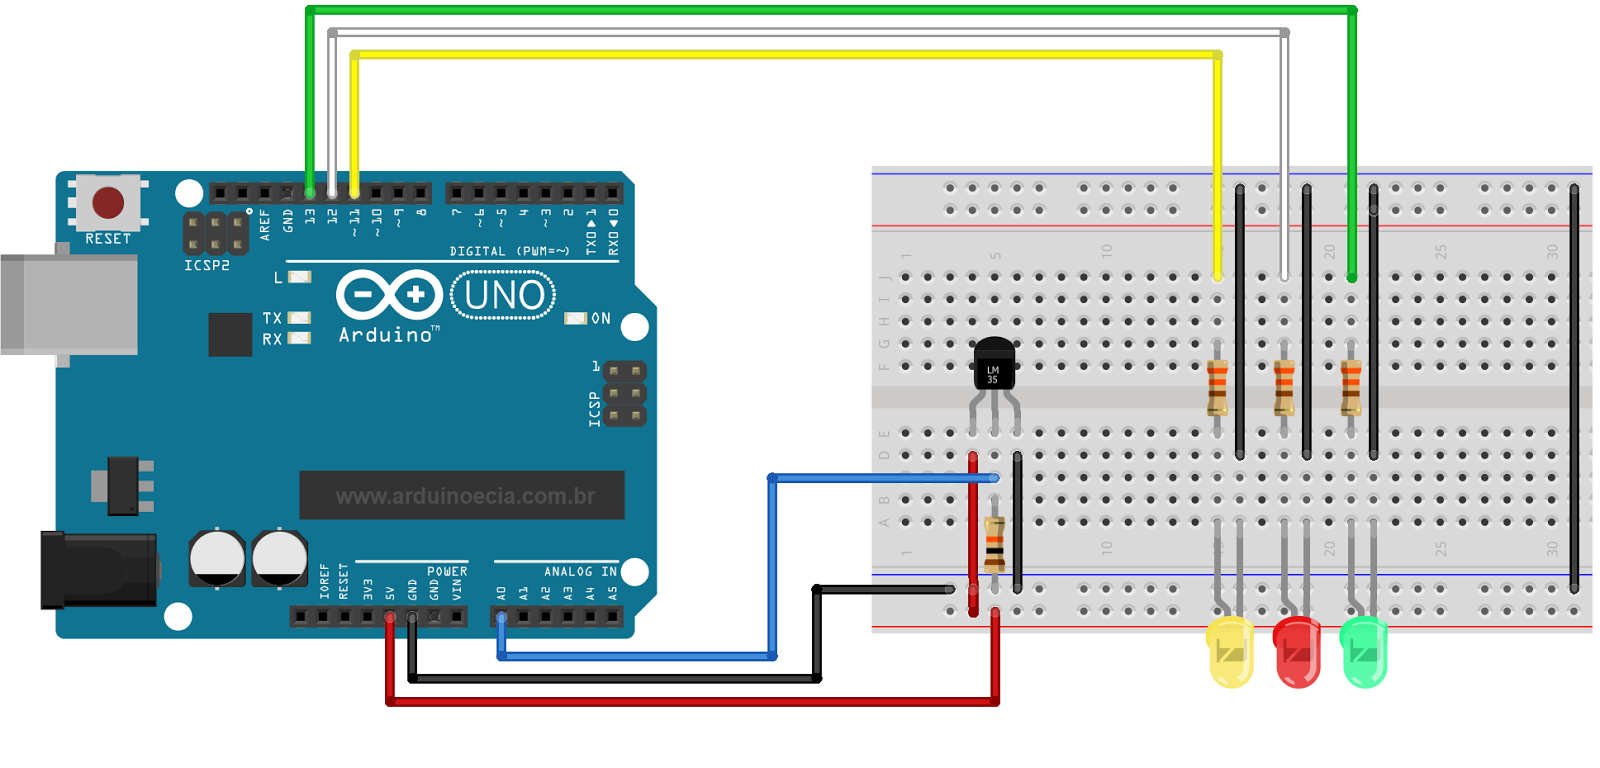 RESET
ICSP2
AREF
GND
13
12
~11
~10
~9
8
7
~6
~5
4
~3
2
TX0▶1
RX0◀0
DIGITAL (PWM=~)
L
TX
RX
Arduino™
UNO
ON
1
ICSP
www.arduinoecia.com.br
POWER
ANALOG IN
IOREF
RESET
3V3
5V
GND
GND
VIN
A0
A1
A2
A3
A4
A5
1
5
10
20
25
30
J
I
H
G
F
LM
35
E
D
B
A
1
10
15
20
25
30